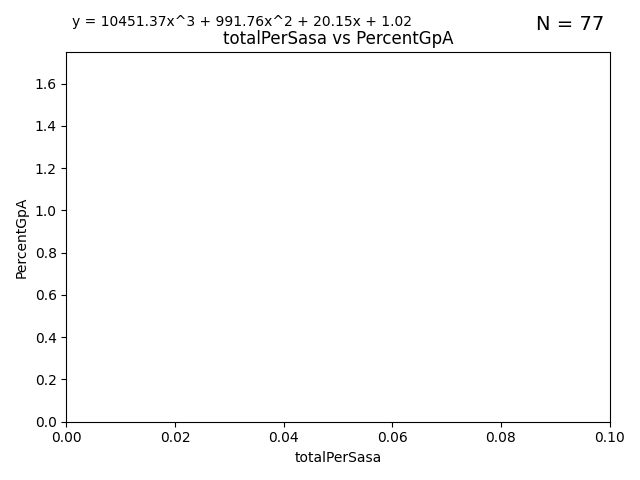 y = 10451.37x^3 + 991.76x^2 + 20.15x + 1.02
N = 77
totalPerSasa vs PercentGpA
1.6
1.4
1.2
1.0
0.8
0.6
0.4
0.2
0.0
PercentGpA
0.00 0.02 0.04 0.06 0.08 0.10
totalPerSasa